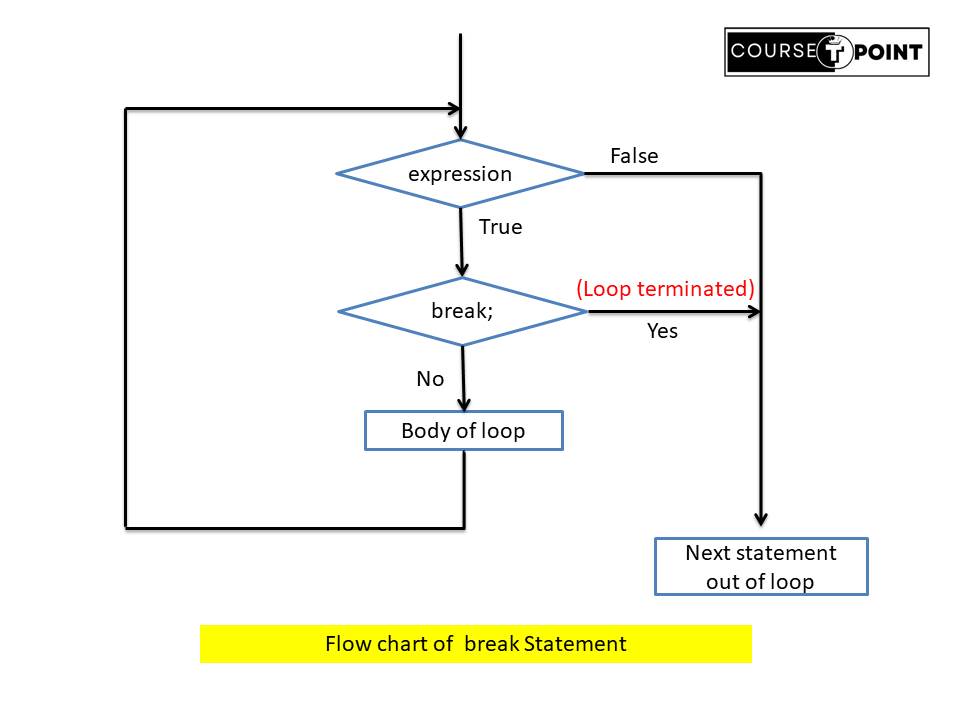 COURSE T POINT
expression
False
True
break;
(Loop terminated)
Yes
No
Body of loop
Next statement
out of loop
Flow chart of break Statement